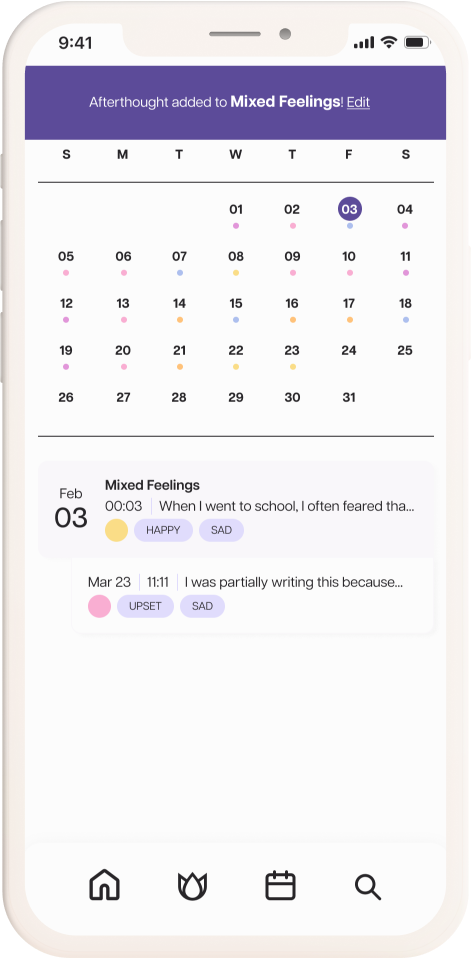 9:41
Afterthought added to Mixed Feelings! Edit
S M T W T F S
01 02 03 04
05 06 07 08 09 10 11
12 13 14 15 16 17 18
19 20 21 22 23 24 25
26 27 28 29 30 31
Feb
03
Mixed Feelings
00:03 When I went to school, I often feared tha...
HAPPY SAD
Mar 23 11:11 I was partially writing this because...
UPSET SAD